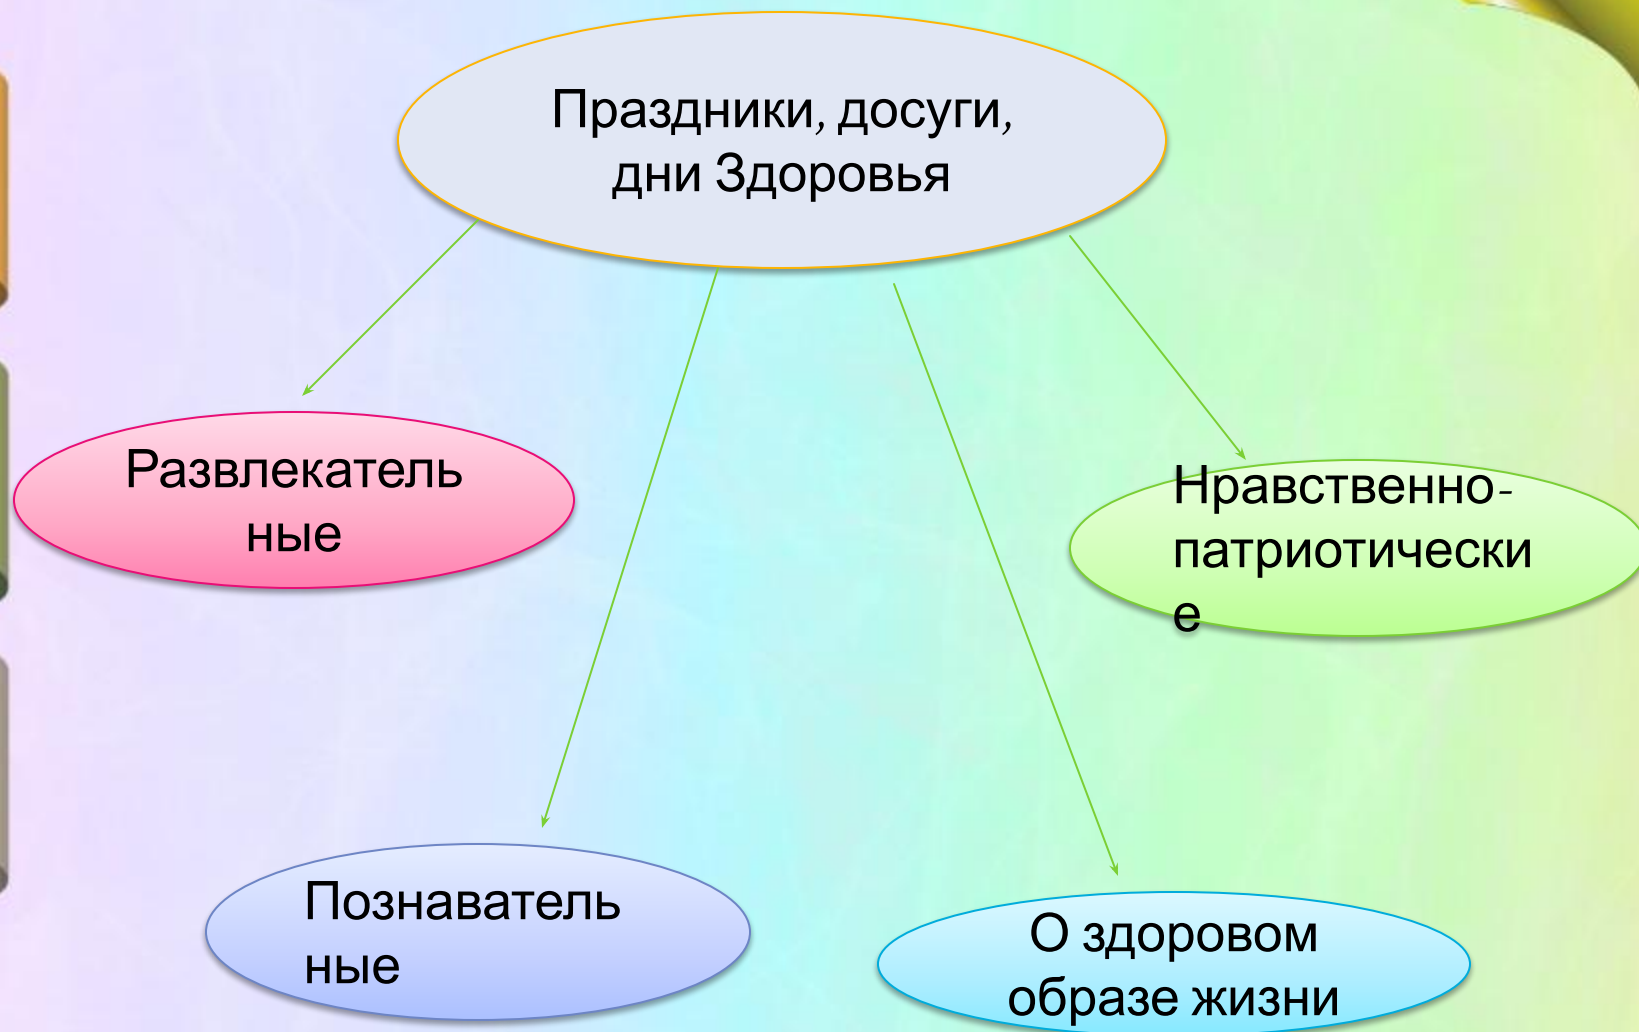 Праздники, досуги,
дни Здоровья
Развлекатель
ные
Нравственно-
патриотически
е
Познаватель
ные
О здоровом
образе жизни